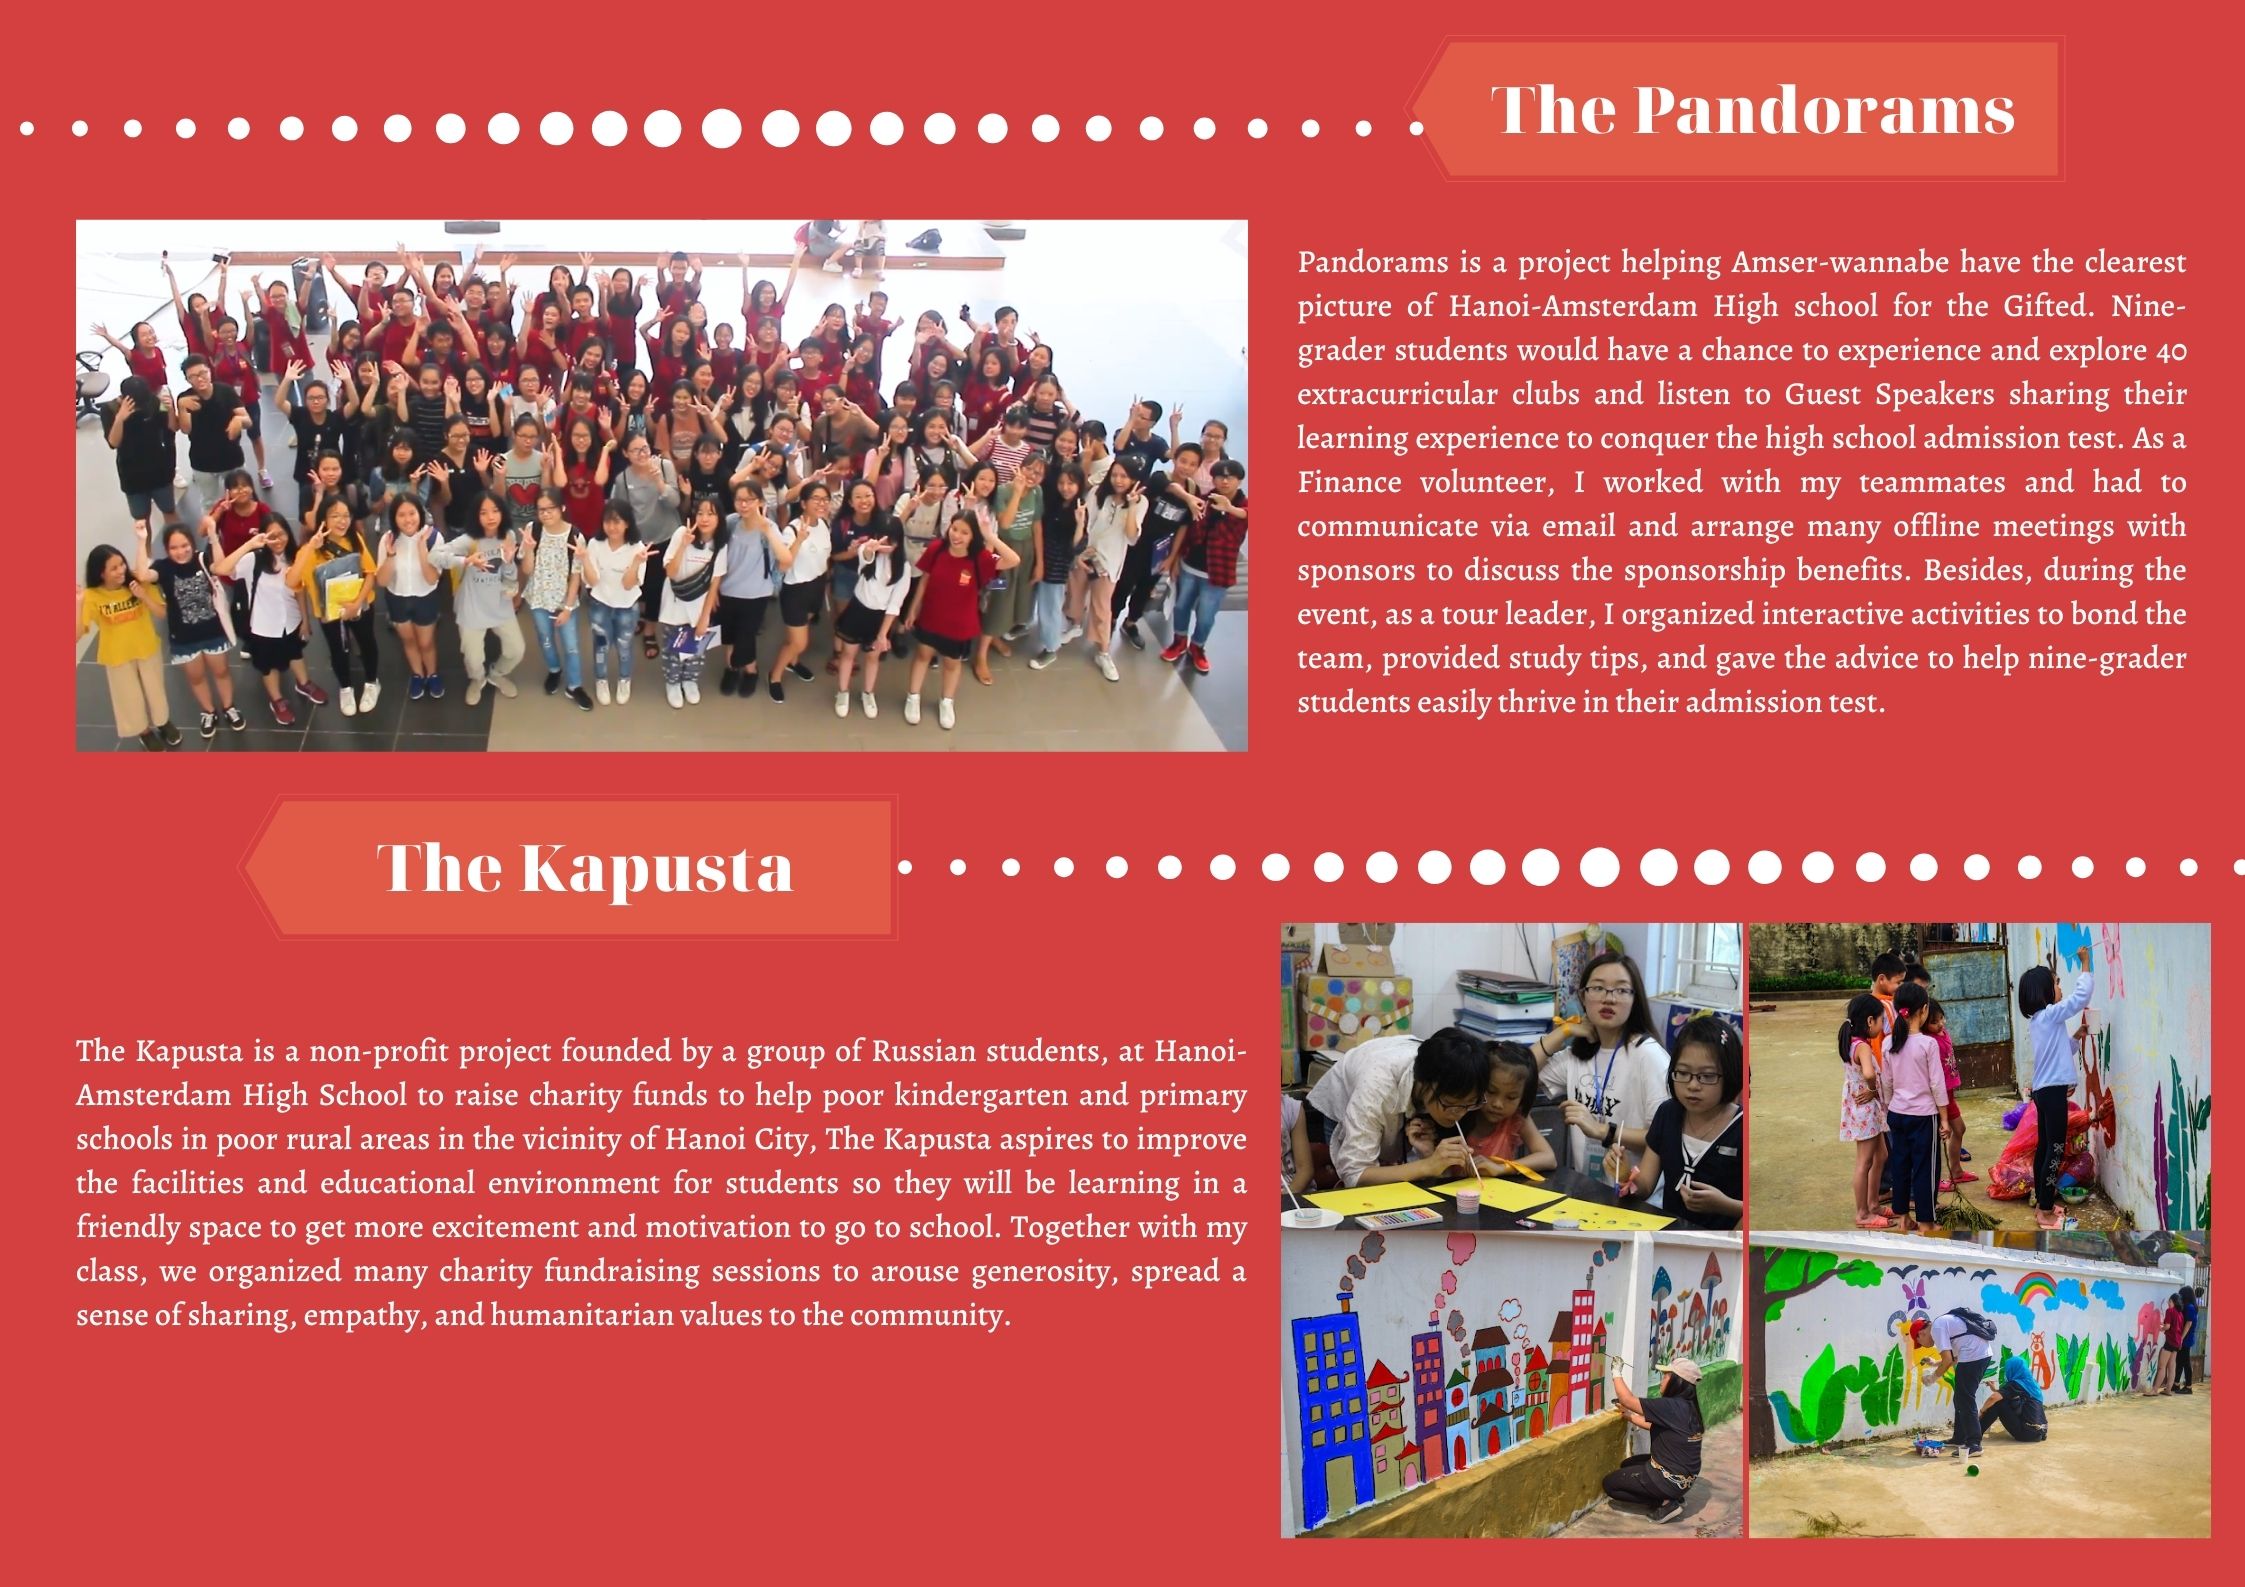 The Pandorams
Pandorams is a project helping Amser-wannabe have the clearest
picture of Hanoi-Amsterdam High school for the Gifted. Nine-
grader students would have a chance to experience and explore 40
extracurricular clubs and listen to Guest Speakers sharing their
learning experience to conquer the high school admission test. As a
Finance volunteer, I worked with my teammates and had to
communicate via email and arrange many offline meetings with
sponsors to discuss the sponsorship benefits. Besides, during the
event, as a tour leader, I organized interactive activities to bond the
team, provided study tips, and gave the advice to help nine-grader
students easily thrive in their admission test.
The Kapusta
The Kapusta is a non-profit project founded by a group of Russian students, at Hanoi-
Amsterdam High School to raise charity funds to help poor kindergarten and primary
schools in poor rural areas in the vicinity of Hanoi City, The Kapusta aspires to improve
the facilities and educational environment for students so they will be learning in a
friendly space to get more excitement and motivation to go to school. Together with my
class, we organized many charity fundraising sessions to arouse generosity, spread a
sense of sharing, empathy, and humanitarian values to the community.